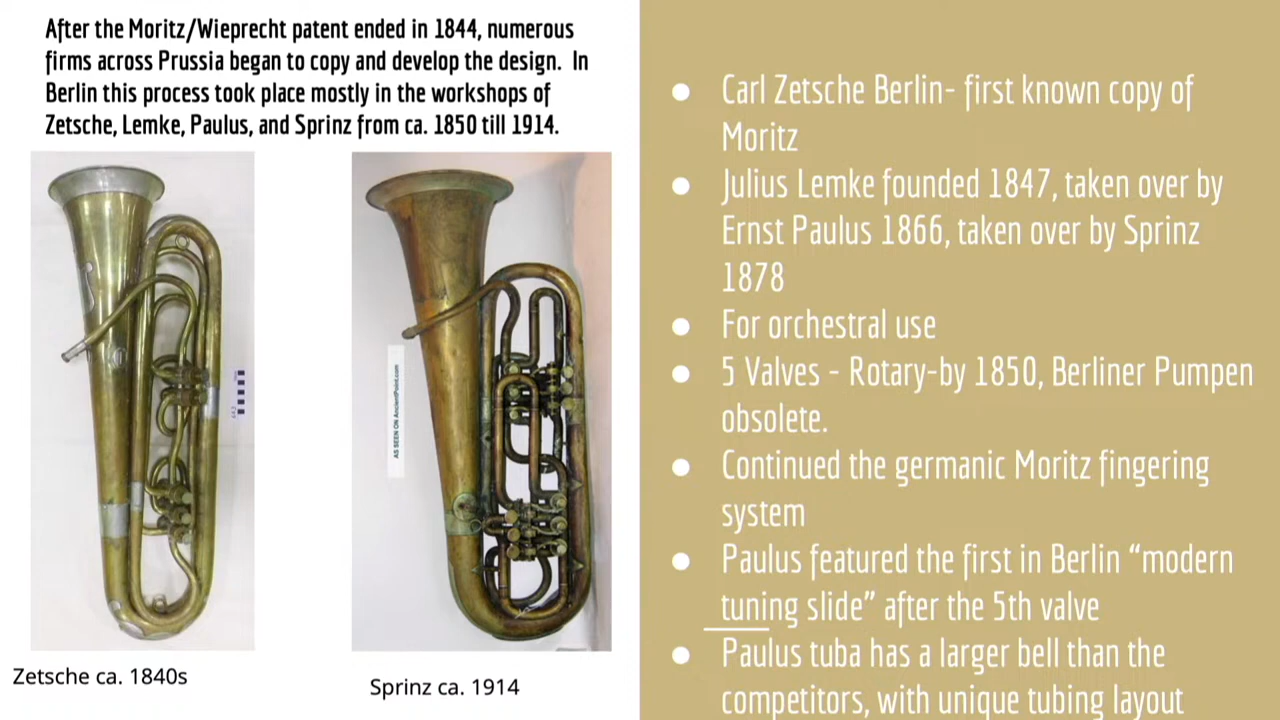 After the Moritz/Wieprecht patent ended in 1844, numerous
firms across Prussia began to copy and develop the design. In
Berlin this process took place mostly in the workshops of
Zetsche, Lemke, Paulus, and Sprinz from ca. 1850 till 1914.
AS SEEN ON AncientPoint.com
Zetsche ca. 1840s
Sprinz ca. 1914
● Carl Zetsche Berlin- first known copy of
Moritz
● Julius Lemke founded 1847, taken over by
Ernst Paulus 1866, taken over by Sprinz
1878
● For orchestral use
● 5 Valves - Rotary-by 1850, Berliner Pumpen
obsolete.
● Continued the germanic Moritz fingering
system
● Paulus featured the first in Berlin “modern
tuning slide” after the 5th valve
● Paulus tuba has a larger bell than the
competitors, with unique tubing layout